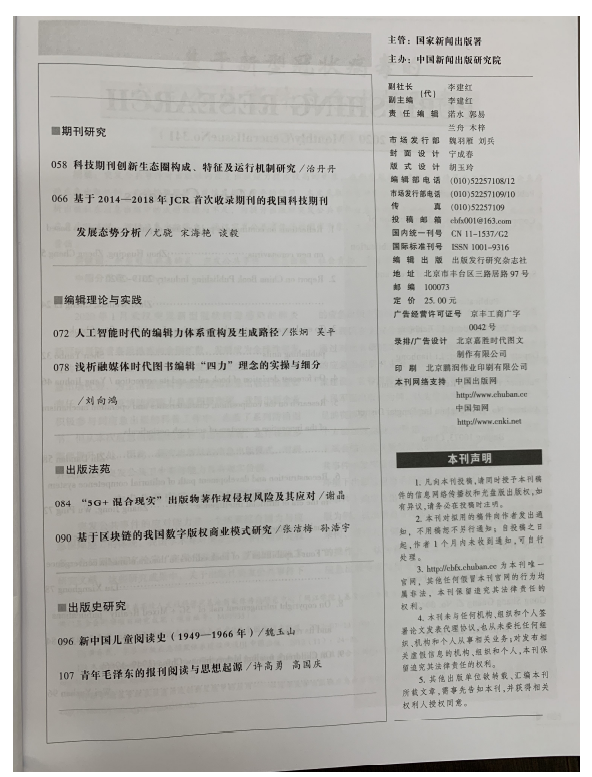 ■期刊研究
058 科技期刊创新生态圈构成、特征及运行机制研究/冶丹丹
066 基于2014—2018年JCR首次收录期刊的我国科技期刊
发展态势分析/尤骁 宋海艳 谈毅
■编辑理论与实践
072 人工智能时代的编辑力体系重构及生成路径/张炯 吴平
078 浅析融媒体时代图书编辑“四力”理念的实操与细分
/刘向鸿
■出版法苑
084 “5G+混合现实”出版物著作权侵权风险及其应对/谢晶
090 基于区块链的我国数字版权商业模式研究/张洁梅 孙浩宇
■出版史研究
096 新中国儿童阅读史(1949—1966年)/魏玉山
107 青年毛泽东的报刊阅读与思想起源/许高勇 高国庆
主管：国家新闻出版署
主办：中国新闻出版研究院
副社长 (代) 李建红
副主编 李建红
责任编辑 湛水 郭易
兰舟 木梓
市场发行部 魏羽雁 刘兵
封面设计 宁成春
版式设计 胡玉玲
编辑部电话 (010)52257108/12
市场发行部电话 (010)52257109/10
传真 (010)52257109
投稿邮箱 cbfx001@163.com
国内统一刊号 CN 11-1537/G2
国际标准刊号 ISSN 1001-9316
编辑出版 出版发行研究杂志社
地址 北京市丰台区三路居路97号
邮编 100073
定价 25.00元
广告经营许可证号 京丰工商广字
0042号
录排/广告设计 北京嘉胜时代图文
制作有限公司
印刷 北京鹏润伟业印刷有限公司
本刊网络支持 中国出版网
http://www.chuban.cc
中国知网
http://www.cnki.net
本刊声明
1. 凡向本刊投稿,请同时授予本刊稿
件的信息网络传播权和光盘版出版权,如
有异议,请务必在投稿时注明。
2. 本刊对拟用的稿件向作者发出通
知，不用稿恕不另行通知；自投稿之日
起,作者1个月内未收到通知,可自行
处理。
3. http://cbfx.chuban.cc 为本刊唯一
官网，其他任何假冒本刊官网的行为均
属非法，本刊保留追究其法律责任的
权利。
4. 本刊未与任何机构、组织和个人签
署论文发表代理协议,也从未委托任何组
织、机构和个人从事相关业务;对发布相
关虚假信息的机构、组织和个人,本刊保
留追究其法律责任的权利。
5. 其他出版单位欲转载、汇编本刊
所载文章,需事先告知本刊,并获得相关
权利人授权同意。